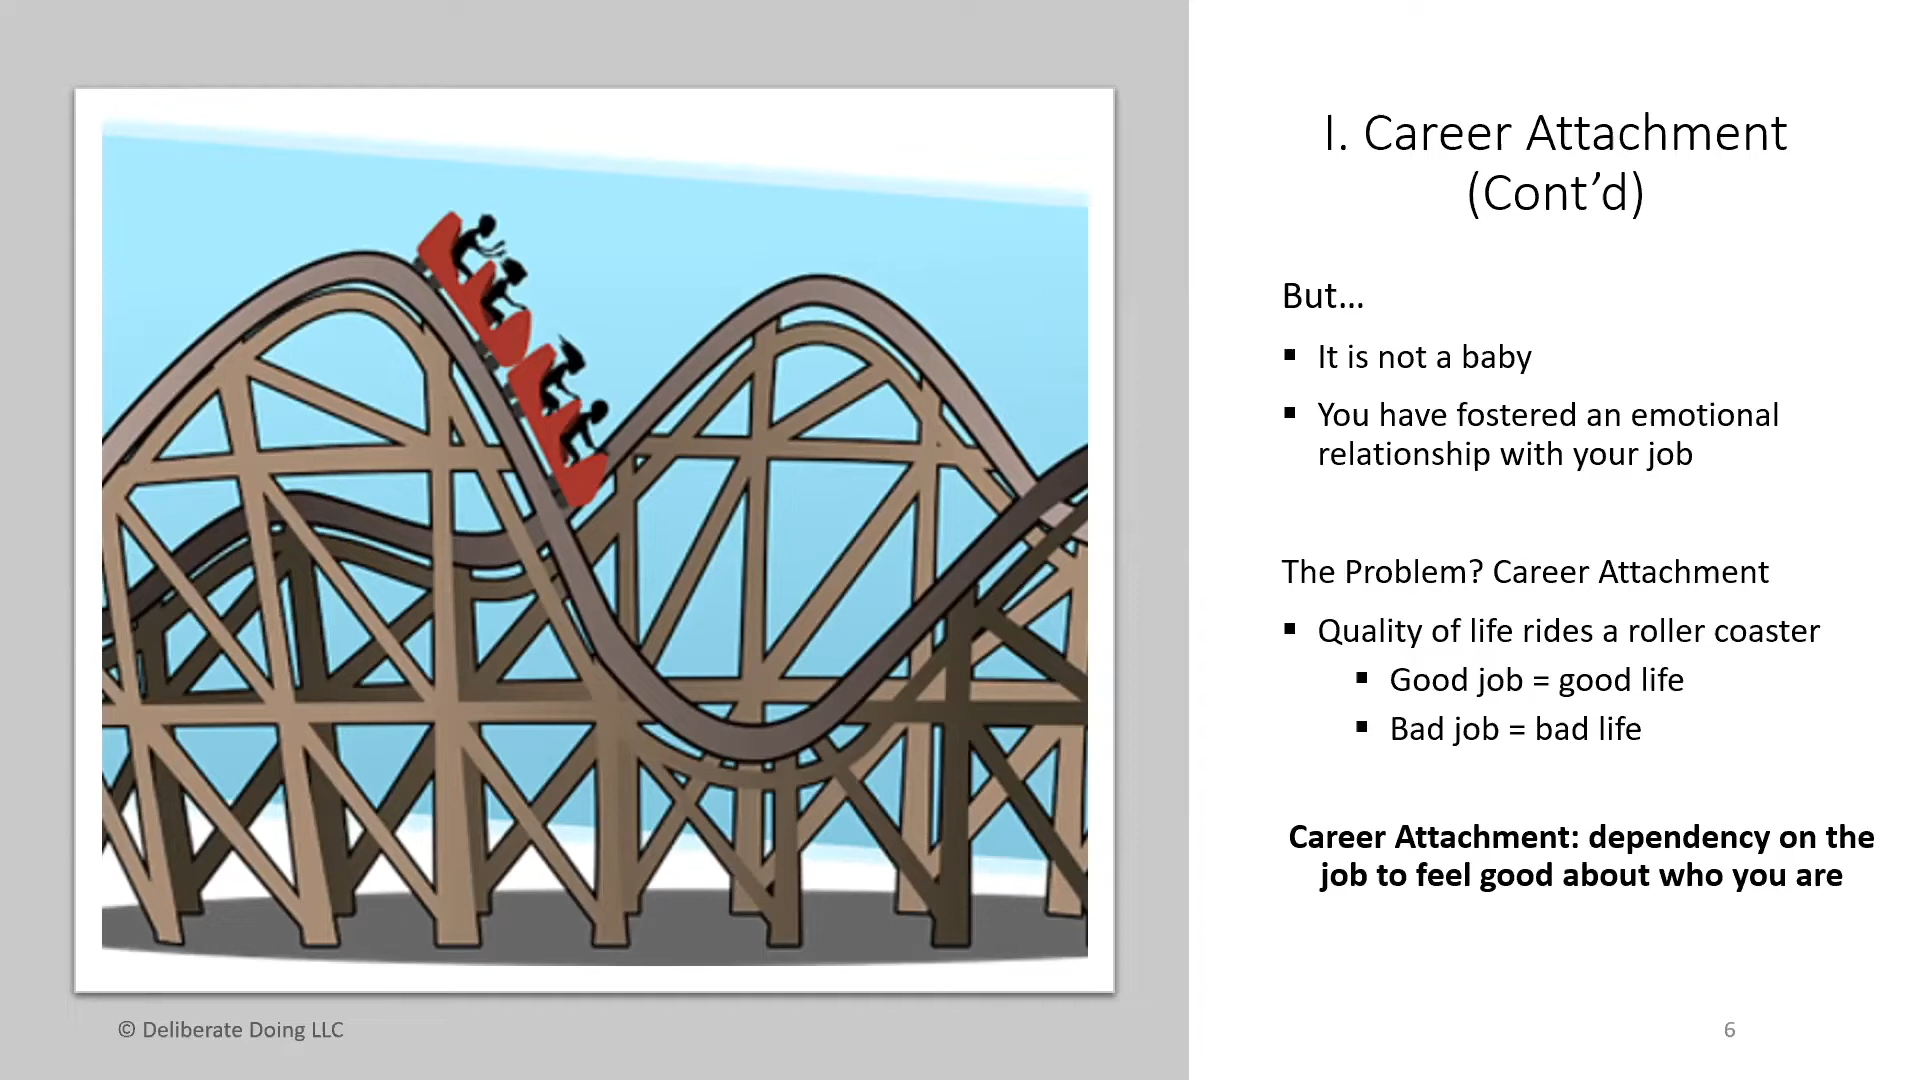 I. Career Attachment
(Cont’d)
But…
▪ It is not a baby
▪ You have fostered an emotional
relationship with your job
The Problem? Career Attachment
▪ Quality of life rides a roller coaster
▪ Good job = good life
▪ Bad job = bad life
Career Attachment: dependency on the
job to feel good about who you are
© Deliberate Doing LLC
6